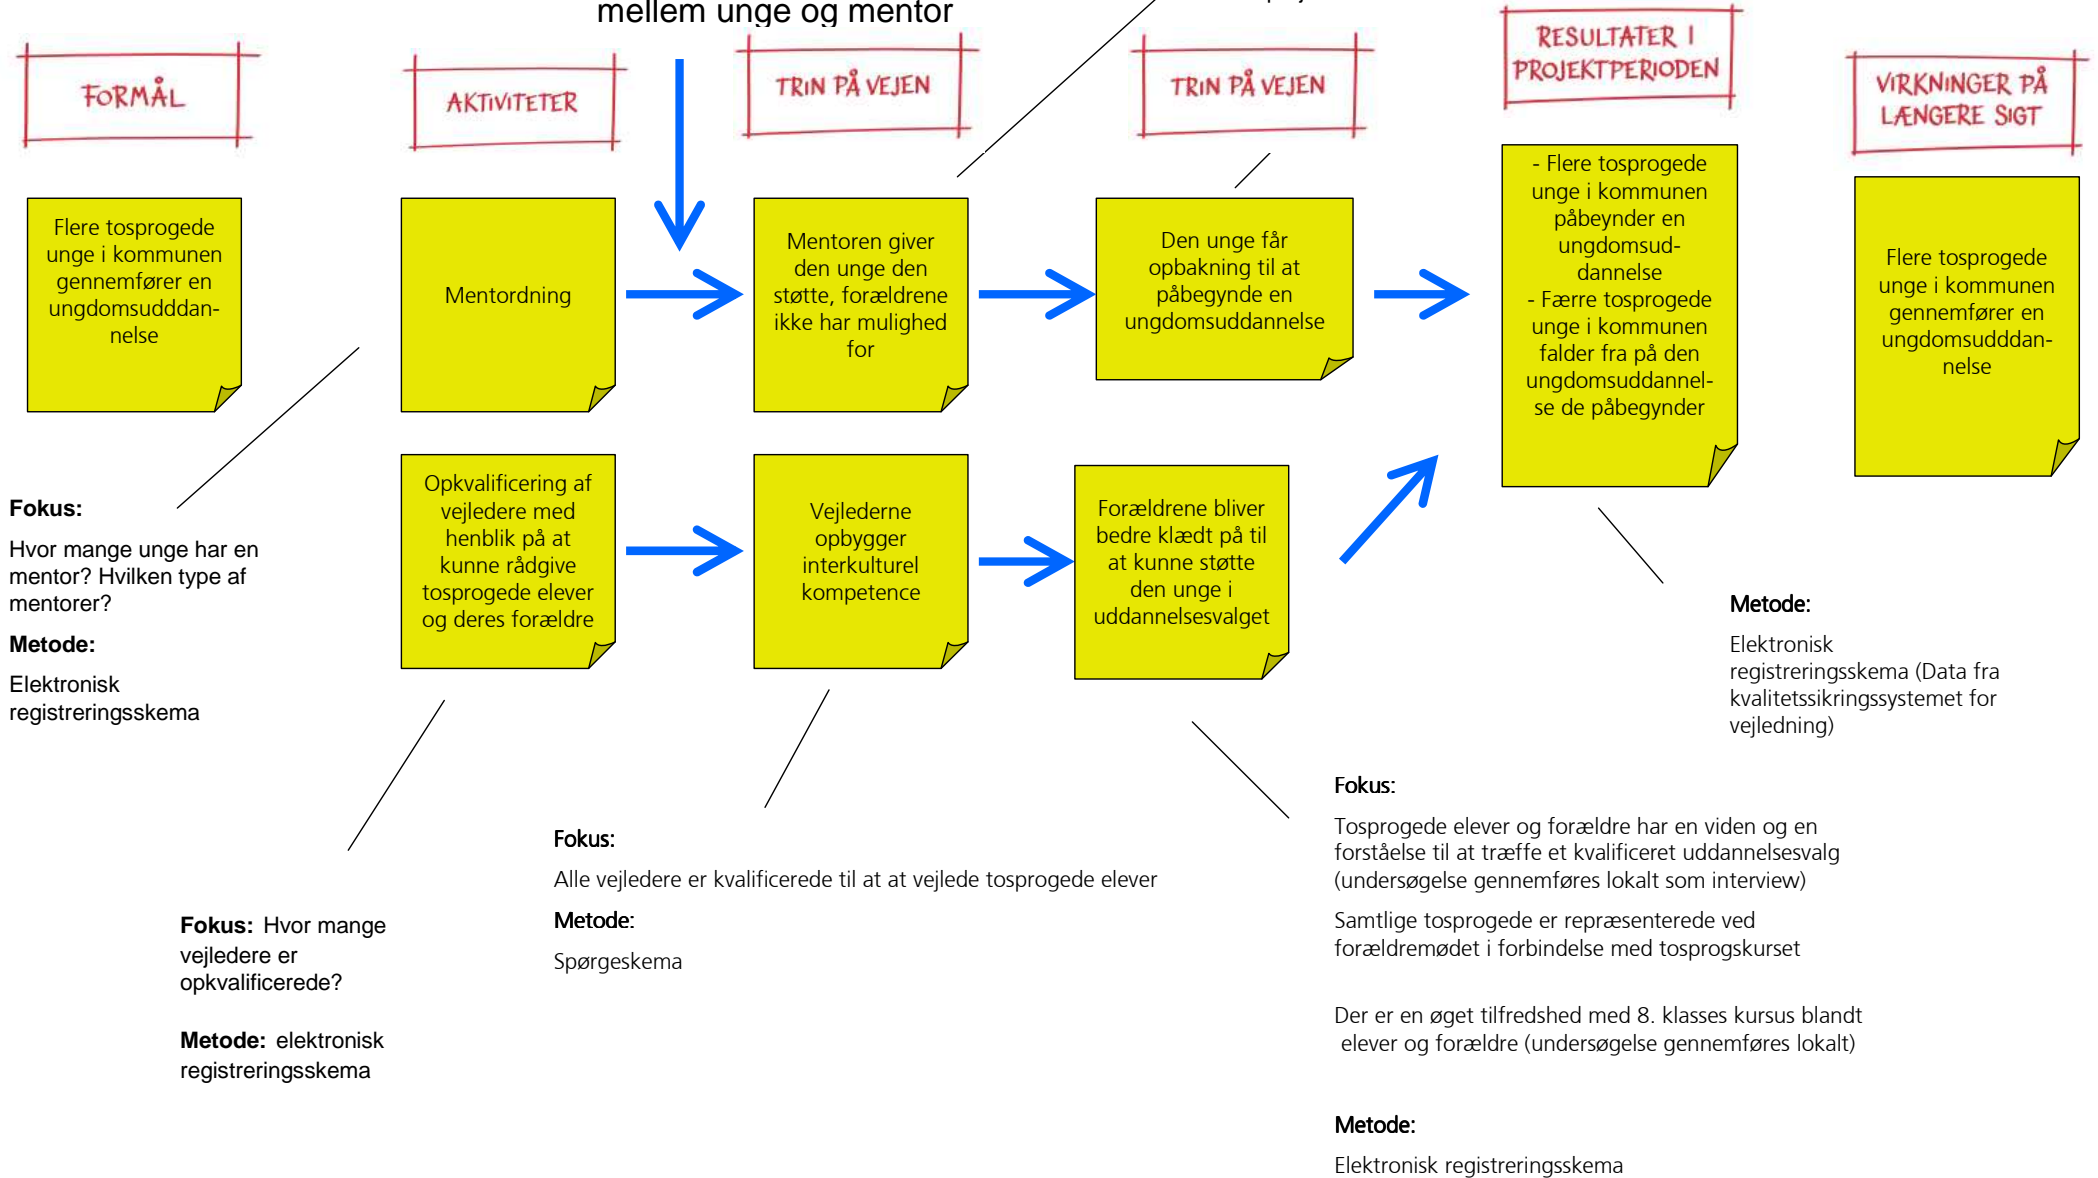 mellem unge og mentor
FORMÅL
AKTIVITETER
TRIN PÅ VEJEN
TRIN PÅ VEJEN
RESULTATER I
PROJEKTPERIODEN
VIRKNINGER PÅ
LÆNGERE SIGT
Flere tosprogede
unge i kommunen
gennemfører en
ungdomsudddan-
nelse
Mentordning
Mentoren giver
den unge den
støtte, forældrene
ikke har mulighed
for
Den unge får
opbakning til at
påbegynde en
ungdomsuddannelse
- Flere tosprogede
unge i kommunen
påbeynder en
ungdomsud-
dannelse
- Færre tosprogede
unge i kommunen
falder fra på den
ungdomsuddannel-
se de påbegynder
Flere tosprogede
unge i kommunen
gennemfører en
ungdomsudddan-
nelse
Opkvalificering af
vejledere med
henblik på at
kunne rådgive
tosprogede elever
og deres forældre
Vejlederne
opbygger
interkulturel
kompetence
Forældrene bliver
bedre klædt på til
at kunne støtte
den unge i
uddannelsesvalget
Fokus:
Hvor mange unge har en
mentor? Hvilken type af
mentorer?
Metode:
Elektronisk
registreringsskema
Fokus: Hvor mange
vejledere er
opkvalificerede?
Metode: elektronisk
registreringsskema
Fokus:
Alle vejledere er kvalificerede til at at vejlede tosprogede elever
Metode:
Spørgeskema
Metode:
Elektronisk
registreringsskema (Data fra
kvalitetssikringssystemet for
vejledning)
Fokus:
Tosprogede elever og forældre har en viden og en
forståelse til at træffe et kvalificeret uddannelsesvalg
(undersøgelse gennemføres lokalt som interview)
Samtlige tosprogede er repræsenterede ved
forældremødet i forbindelse med tosprogskurset
Der er en øget tilfredshed med 8. klasses kursus blandt
elever og forældre (undersøgelse gennemføres lokalt)
Metode:
Elektronisk registreringsskema